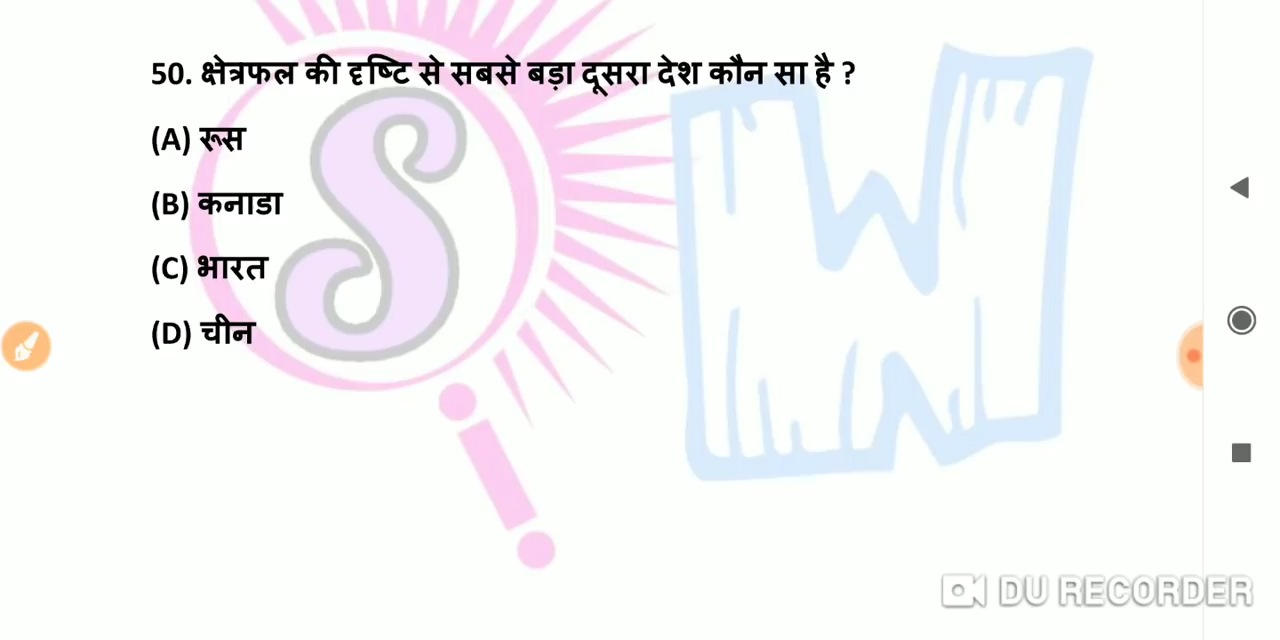 50. क्षेत्रफल की दृष्टि से सबसे बड़ा दूसरा देश कौन सा है ?
(A) रूस
(B) कनाडा
(C) भारत
(D) चीन
S
W
DU RECORDER